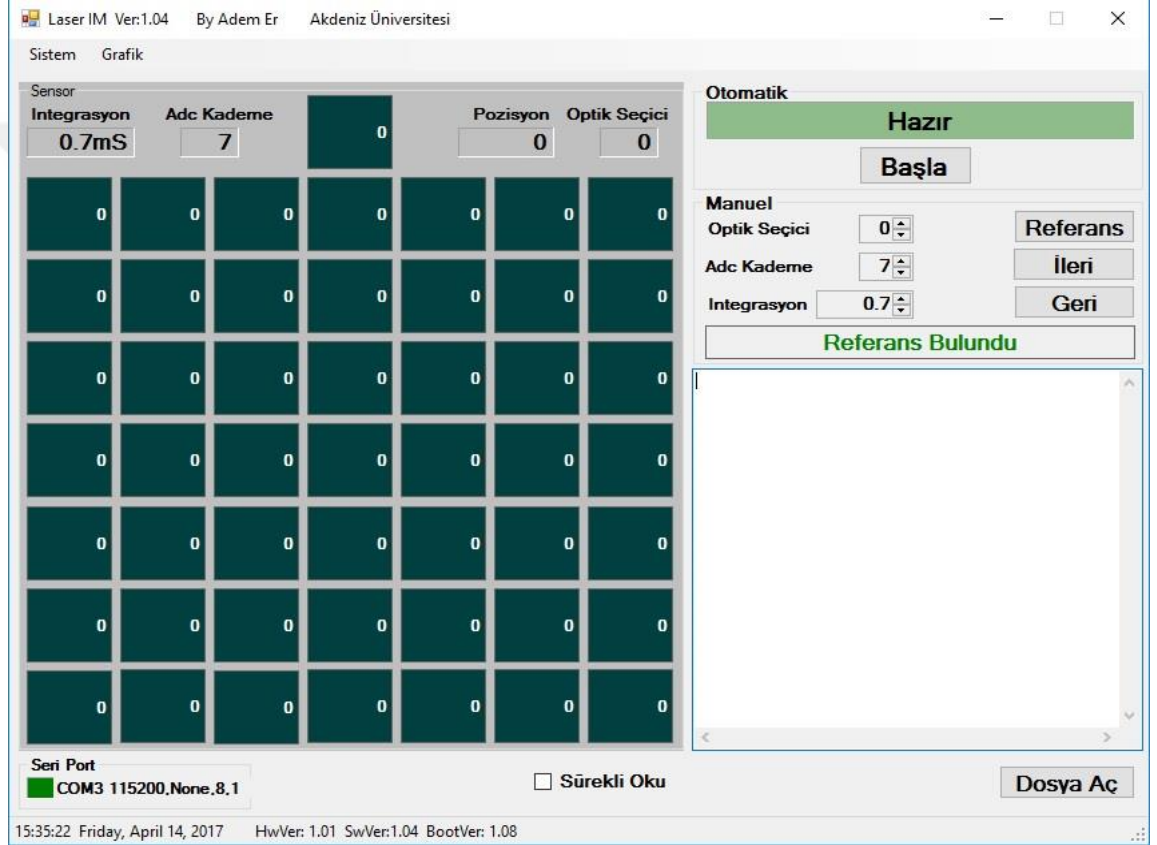 Laser IM Ver:1.04 By Adem Er Akdeniz Üniversitesi
Sistem Grafik
Sensor
Integrasyon Adc Kademe Pozisyon Optik Seçici
0.7mS 7 0 0 0
0 0 0 0 0 0 0
0 0 0 0 0 0 0
0 0 0 0 0 0 0
0 0 0 0 0 0 0
0 0 0 0 0 0 0
0 0 0 0 0 0 0
0 0 0 0 0 0 0
Otomatik
Hazır
Başla
Manuel
Optik Seçici 0 Referans
Adc Kademe 7 İleri
Integrasyon 0.7 Geri
Referans Bulundu
Seri Port
COM3 115200,None,8,1
Sürekli Oku
Dosya Aç
15:35:22 Friday, April 14, 2017 HwVer: 1.01 SwVer:1.04 BootVer: 1.08